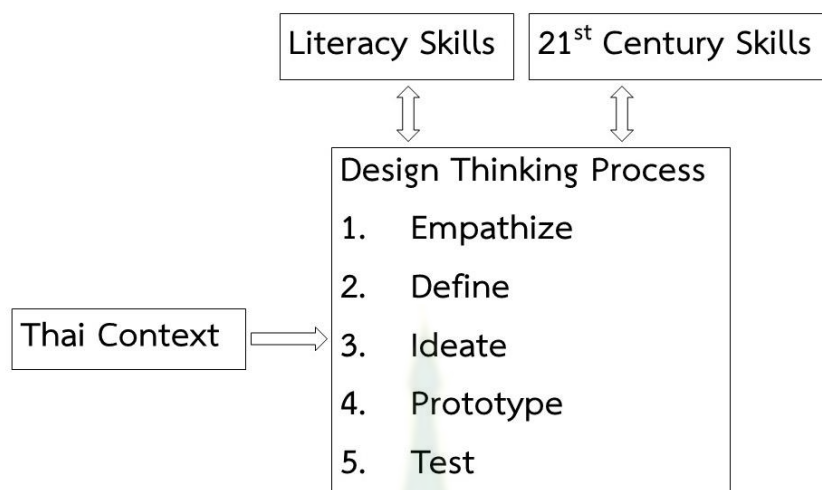 Literacy Skills
21st Century Skills
Design Thinking Process
1. Empathize
2. Define
Thai Context
3. Ideate
4. Prototype
5. Test